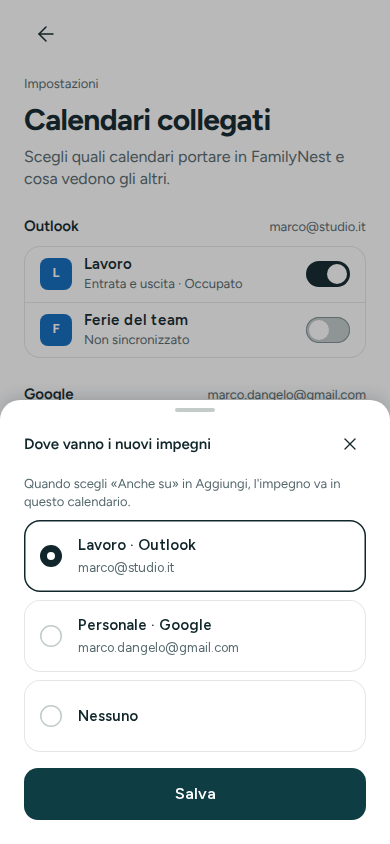 Impostazioni
Calendari collegati
Scegli quali calendari portare in FamilyNest e
cosa vedono gli altri.
Outlook
marco@studio.it
L
Lavoro
Entrata e uscita · Occupato
F
Ferie del team
Non sincronizzato
Google
marco.dangelo@gmail.com
Dove vanno i nuovi impegni
Quando scegli «Anche su» in Aggiungi, l'impegno va in
questo calendario.
Lavoro · Outlook
marco@studio.it
Personale · Google
marco.dangelo@gmail.com
Nessuno
Salva